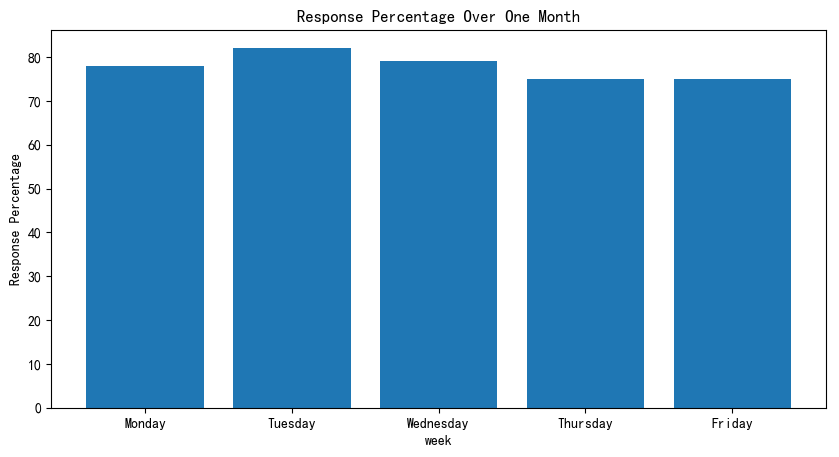 Response Percentage Over One Month
Response Percentage
80
70
60
50
40
30
20
10
0
Monday Tuesday Wednesday Thursday Friday
week